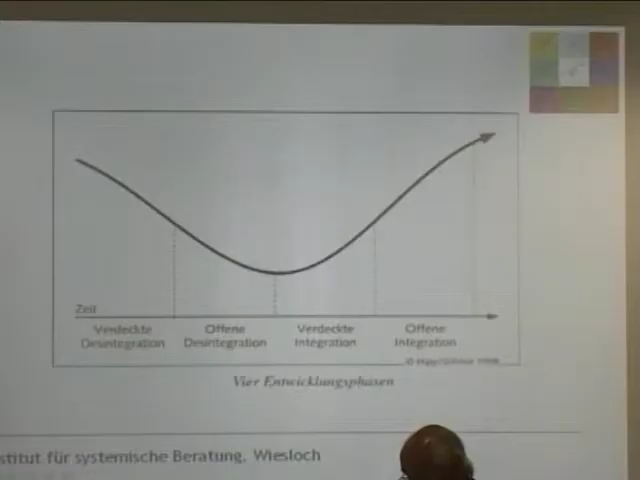 Zeit
Verdeckte Desintegration
Offene Desintegration
Verdeckte Integration
Offene Integration
©
Vier Entwicklungsphasen
stitut für systemische Beratung, Wiesloch